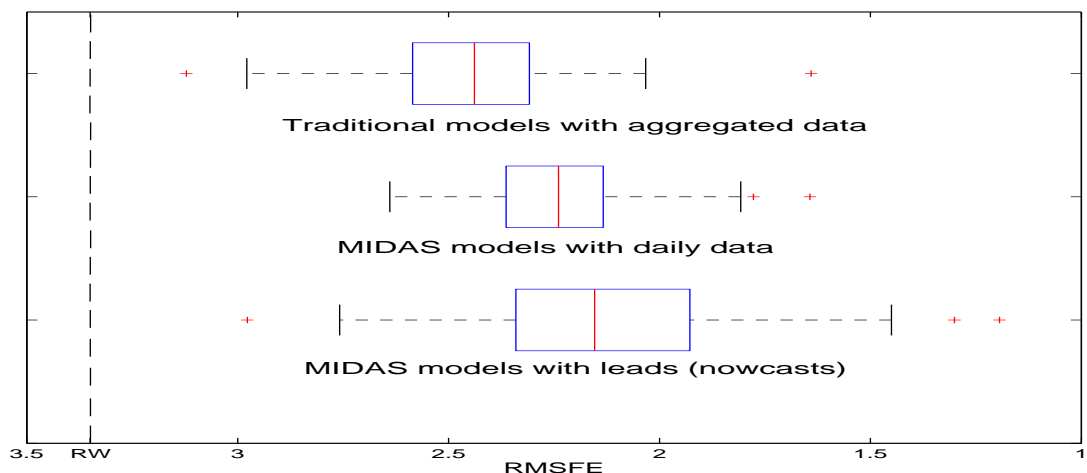 Traditional models with aggregated data
MIDAS models with daily data
MIDAS models with leads (nowcasts)
3.5 RW 3 2.5 2 1.5 1
RMSFE